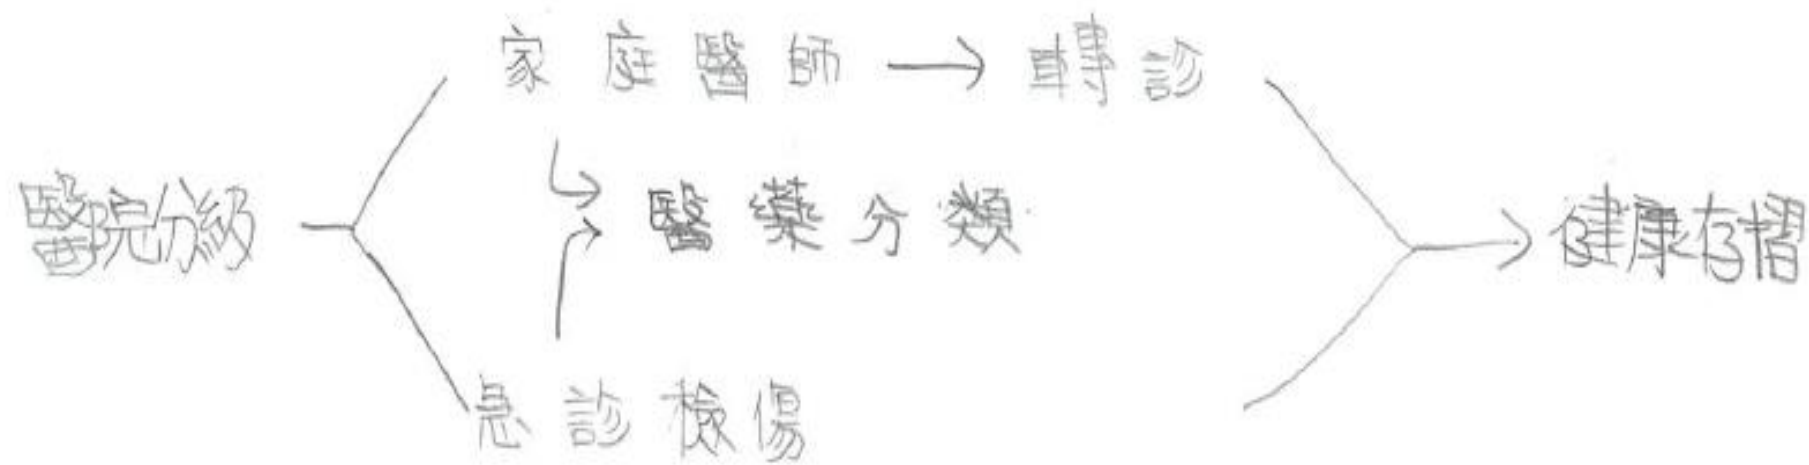 家庭醫師 → 轉診
醫院分級
醫藥分類
健康存摺
急診檢傷